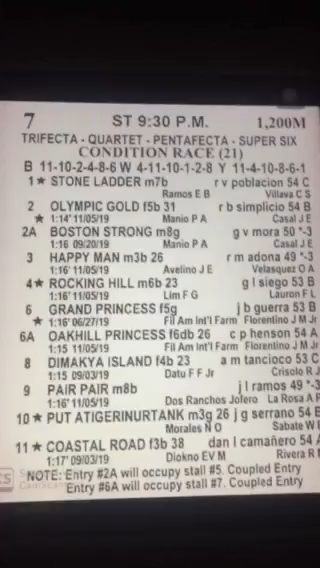 7 ST 9:30 P.M. 1,200M
TRIFECTA - QUARTET - PENTAFECTA - SUPER SIX
CONDITION RACE (21)
B 11-10-2-4-8-6 W 4-11-10-1-2-8 Y 11-4-10-8-6-1
1 ★ STONE LADDER m7b r v poblacion 54 C
Ramos E B Villava C S
2 OLYMPIC GOLD f5b 31 r b simplicio 54 B
★ 1:14' 11/05/19 Manio P A Casal J E
2A BOSTON STRONG m8g g v mora 50 *-3
1:16 09/20/19 Manio P A Casal J E
3 HAPPY MAN m3b 26 r m adona 49 *-3
1:16' 11/05/19 Avelino J E Velasquez O A
4 ★ ROCKING HILL m6b 23 g l siego 53 B
1:16' 11/05/19 Lim F G Lauron F L
6 GRAND PRINCESS f5g j b guerra 53 B
★ 1:16' 06/27/19 Fil Am Int'l Farm Florentino J M Jr
6A OAKHILL PRINCESS f6db 26 c p henson 54 A
1:15 11/05/19 Fil Am Int'l Farm Florentino J M Jr
8 DIMAKYA ISLAND f4b 23 a m tancioco 53 C
1:15 09/03/19 Datu F F Jr Crisolo R J
9 PAIR PAIR m8b j l ramos 49 *-3
1:16' 11/05/19 Dos Ranchos Jolero La Rosa A F
10 ★ PUT ATIGERINURTANK m3g 26 j g serrano 54 B
Morales N O Sabate W
11 ★ COASTAL ROAD f3b 38 dan l camañero 54 A
1:17' 09/03/19 Diokno EV M Rivera R
NOTE: Entry #2A will occupy stall #5. Coupled Entry
Entry #6A will occupy stall #7. Coupled Entry